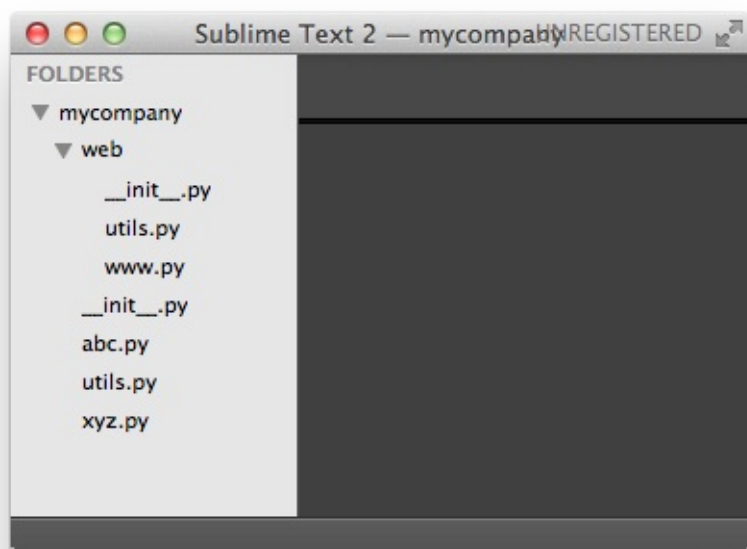 Sublime Text 2 — mycompany UNREGISTERED
FOLDERS
mycompany
web
__init__.py
utils.py
www.py
__init__.py
abc.py
utils.py
xyz.py